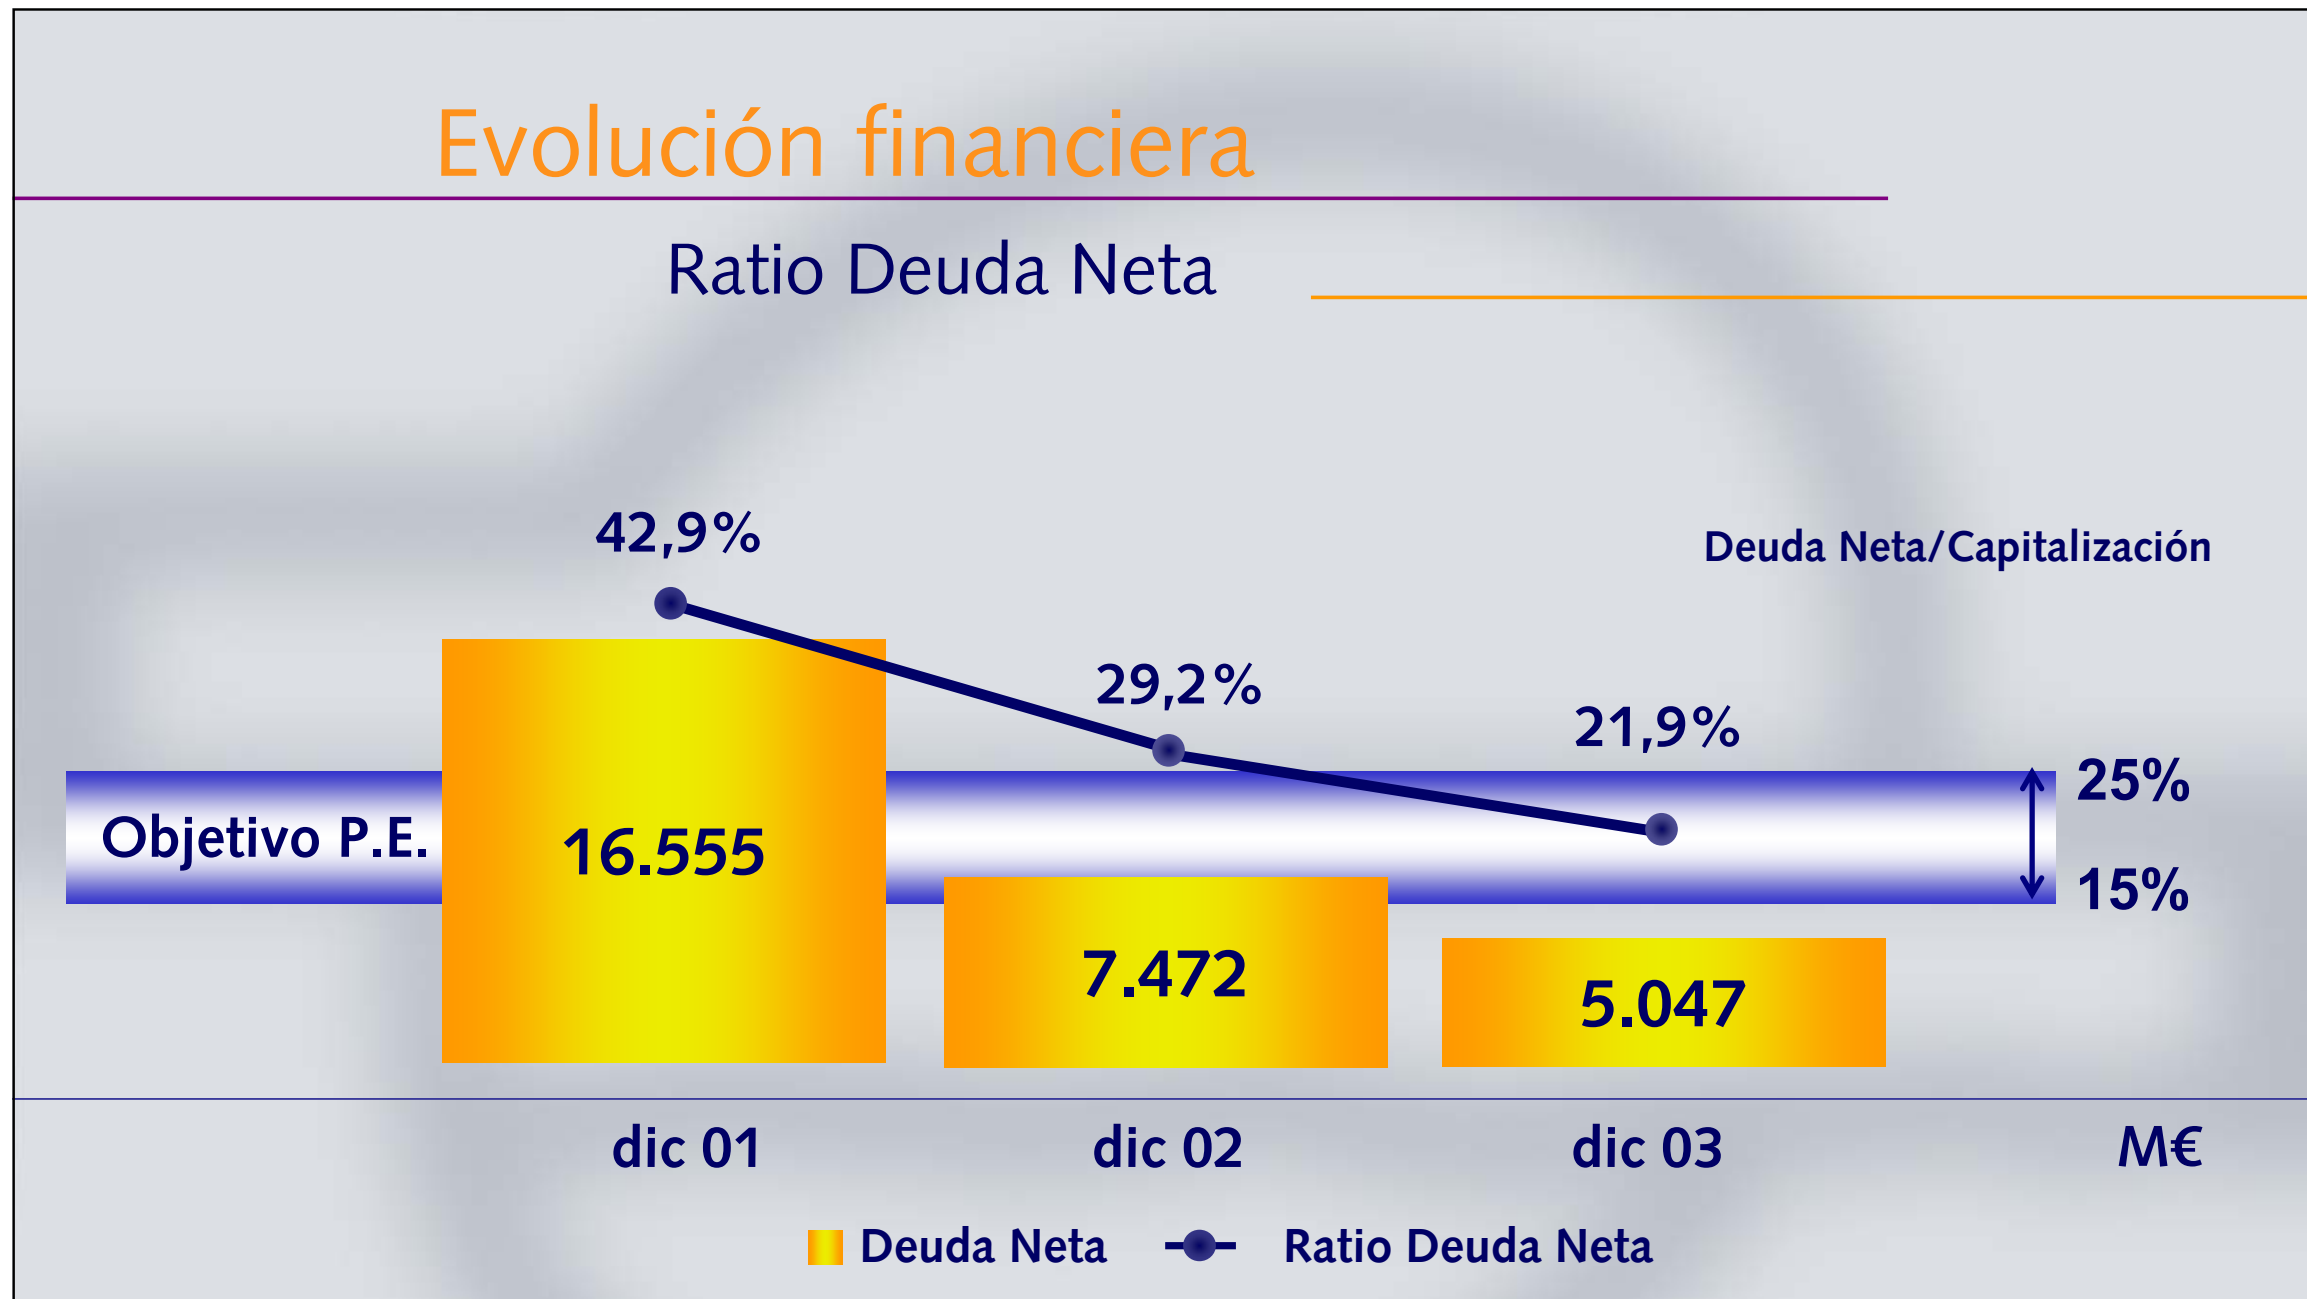 Evolución financiera
Ratio Deuda Neta
42,9%
Deuda Neta/Capitalización
29,2%
21,9%
25%
Objetivo P.E.
16.555
15%
7.472
5.047
dic 01 dic 02 dic 03 M€
Deuda Neta Ratio Deuda Neta